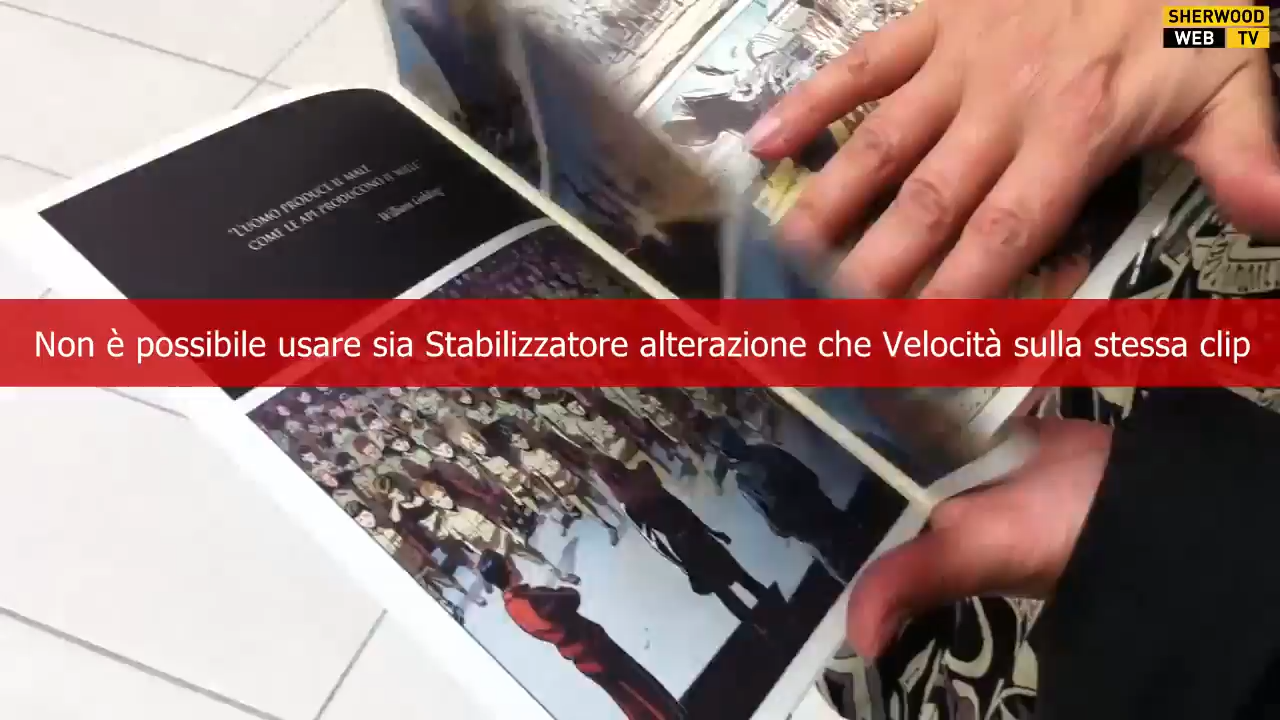 SHERWOOD
WEB TV
"L'UOMO PRODUCE IL MALE
COME LE API PRODUCONO IL MIELE"
- William Golding
Non è possibile usare sia Stabilizzatore alterazione che Velocità sulla stessa clip